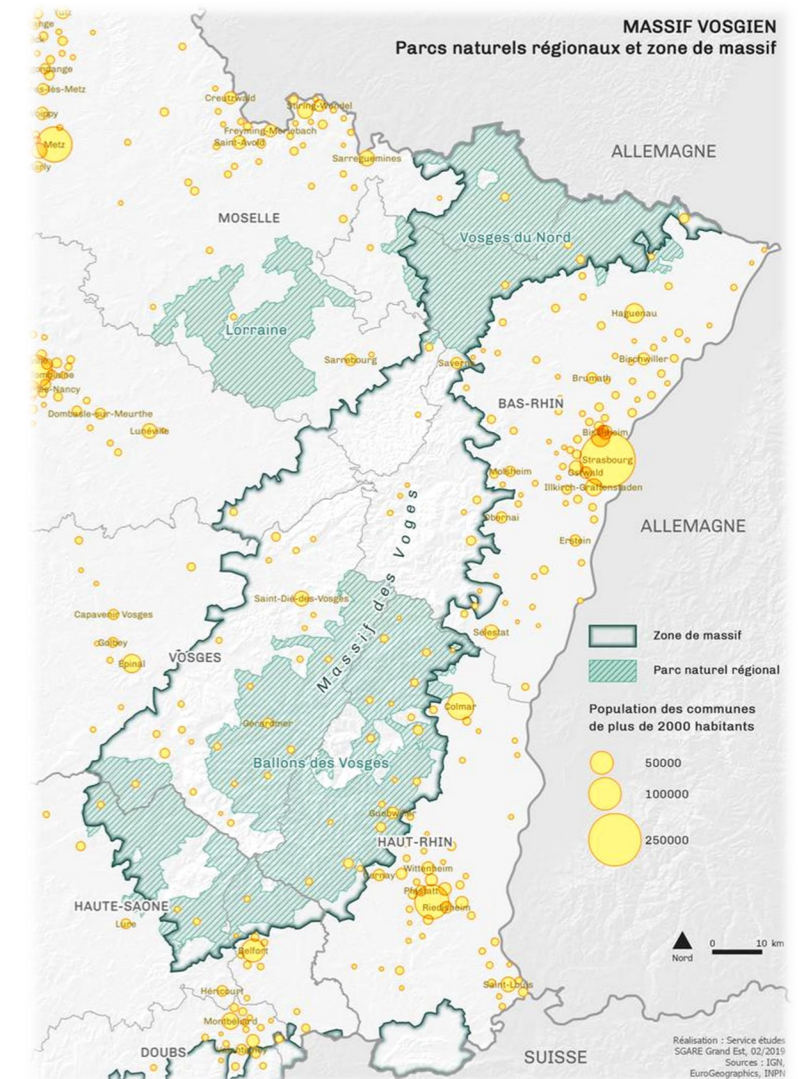 MASSIF VOSGIEN
Parcs naturels régionaux et zone de massif
Creutzwald
Stiring-Wendel
Freyming-Merlebach
Saint-Avold
Metz
Sarreguemines
ALLEMAGNE
MOSELLE
Vosges du Nord
Haguenau
Lorraine
Sarrebourg
Saverne
Bischwiller
Brumath
Dombasle-sur-Meurthe
Lunéville
BAS-RHIN
Bischheim
Strasbourg
Ostwald
Molsheim
Illkirch-Graffenstaden
Obernai
ALLEMAGNE
Erstein
Massif des Voges
Saint-Dié-des-Vosges
Capavenir Vosges
Golbey
Épinal
VOSGES
Sélestat
Zone de massif
Parc naturel régional
Population des communes
de plus de 2000 habitants
50000
100000
250000
Colmar
Gérardmer
Ballons des Vosges
Guebwiller
HAUT-RHIN
Wittenheim
Cernay
Pfastatt
Riedisheim
HAUTE-SAONE
Lure
Belfort
Saint-Louis
Héricourt
Montbéliard
DOUBS
SUISSE
Nord
0 10 km
Réalisation : Service études
SGARE Grand Est, 02/2019
Sources : IGN,
EuroGeographics, INPN